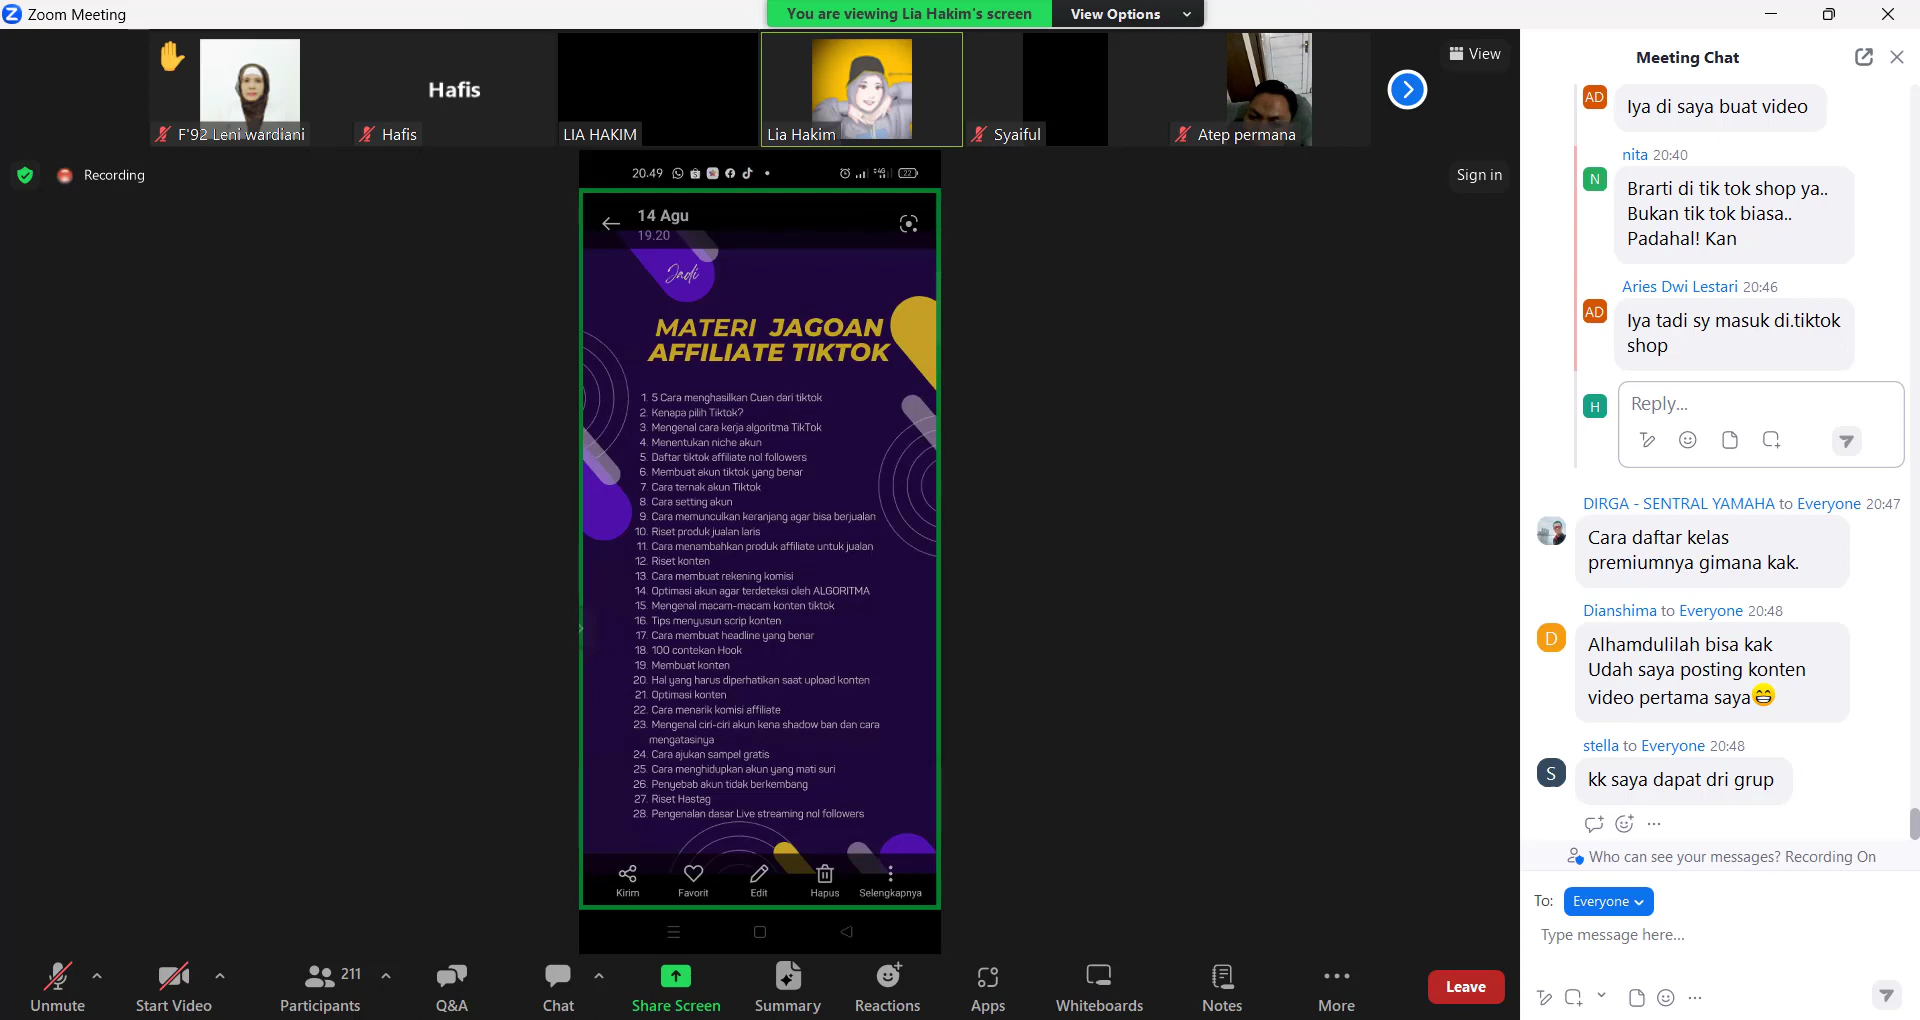 Zoom Meeting
You are viewing Lia Hakim's screen
View Options
F'92 Leni wardiani
Hafis
Hafis
LIA HAKIM
Lia Hakim
Syaiful
Atep permana
View
Recording
Sign in
20.49
22
14 Agu
19.20
Jadi
MATERI JAGOAN
AFFILIATE TIKTOK
1. 5 Cara menghasilkan Cuan dari tiktok
2. Kenapa pilih Tiktok?
3. Mengenal cara kerja algoritma TikTok
4. Menentukan niche akun
5. Daftar tiktok affiliate nol followers
6. Membuat akun tiktok yang benar
7. Cara ternak akun Tiktok
8. Cara setting akun
9. Cara memunculkan keranjang agar bisa berjualan
10. Riset produk jualan laris
11. Cara menambahkan produk affiliate untuk jualan
12. Riset konten
13. Cara membuat rekening komisi
14. Optimasi akun agar terdeteksi oleh ALGORITMA
15. Mengenal macam-macam konten tiktok
16. Tips menyusun scrip konten
17. Cara membuat headline yang benar
18. 100 contekan Hook
19. Membuat konten
20. Hal yang harus diperhatikan saat upload konten
21. Optimasi konten
22. Cara menarik komisi affiliate
23. Mengenal ciri-ciri akun kena shadow ban dan cara
mengatasinya
24. Cara ajukan sampel gratis
25. Cara menghidupkan akun yang mati suri
26. Penyebab akun tidak berkembang
27. Riset Hastag
28. Pengenalan dasar Live streaming nol followers
Kirim
Favorit
Edit
Hapus
Selengkapnya
Unmute
Start Video
211
Participants
Q&A
Chat
Share Screen
Summary
Reactions
Apps
Whiteboards
Notes
More
Leave
Meeting Chat
AD
Iya di saya buat video
nita 20:40
N
Brarti di tik tok shop ya..
Bukan tik tok biasa..
Padahal! Kan
Aries Dwi Lestari 20:46
AD
Iya tadi sy masuk di.tiktok
shop
H
Reply...
DIRGA - SENTRAL YAMAHA to Everyone 20:47
Cara daftar kelas
premiumnya gimana kak.
Dianshima to Everyone 20:48
D
Alhamdulilah bisa kak
Udah saya posting konten
video pertama saya😁
stella to Everyone 20:48
S
kk saya dapat dri grup
Who can see your messages? Recording On
To: Everyone
Type message here...